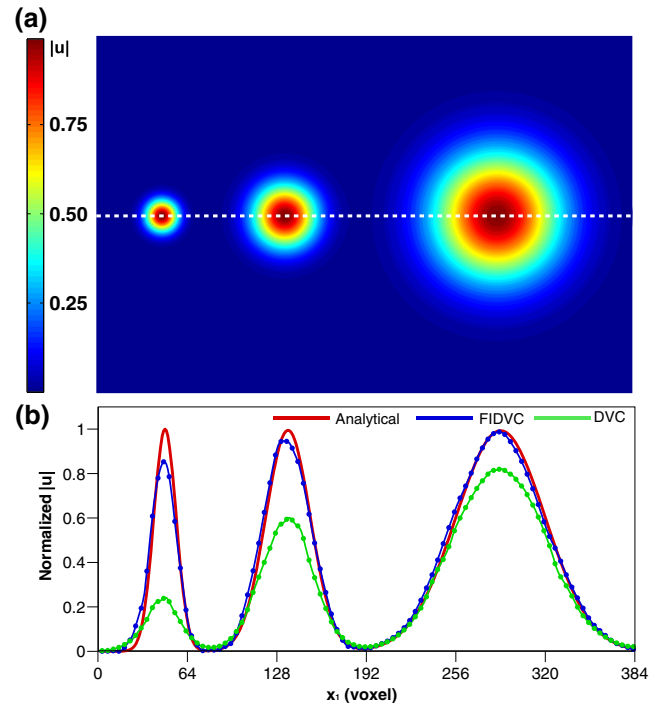 (a)
|u|
0.75
0.50
0.25
(b)
Analytical FIDVC DVC
1
0.8
0.6
0.4
0.2
0
Normalized |u|
0 64 128 192 256 320 384
x₁ (voxel)